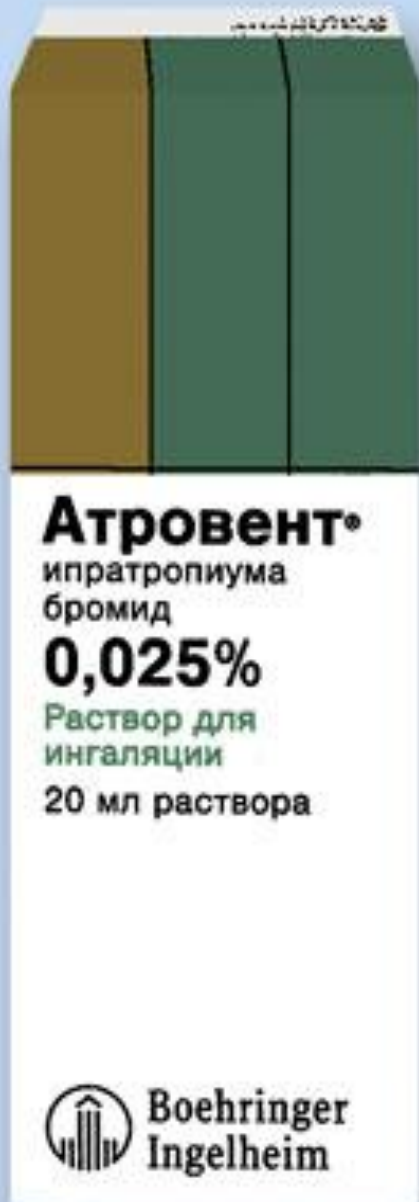 Атровент®
ипратропиума
бромид
0,025%
Раствор для
ингаляции
20 мл раствора
Boehringer
Ingelheim